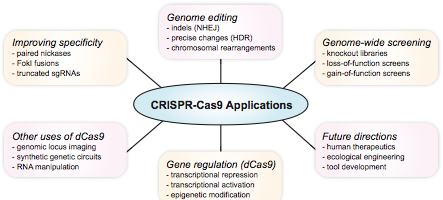 Genome editing
- indels (NHEJ)
- precise changes (HDR)
- chromosomal rearrangements
Improving specificity
- paired nickases
- FokI fusions
- truncated sgRNAs
Genome-wide screening
- knockout libraries
- loss-of-function screens
- gain-of-function screens
CRISPR-Cas9 Applications
Other uses of dCas9
- genomic locus imaging
- synthetic genetic circuits
- RNA manipulation
Gene regulation (dCas9)
- transcriptional repression
- transcriptional activation
- epigenetic modification
Future directions
- human therapeutics
- ecological engineering
- tool development